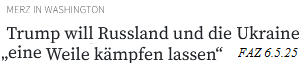 MERZ IN WASHINGTON
Trump will Russland und die Ukraine
„eine Weile kämpfen lassen“ FAZ 6.5.25